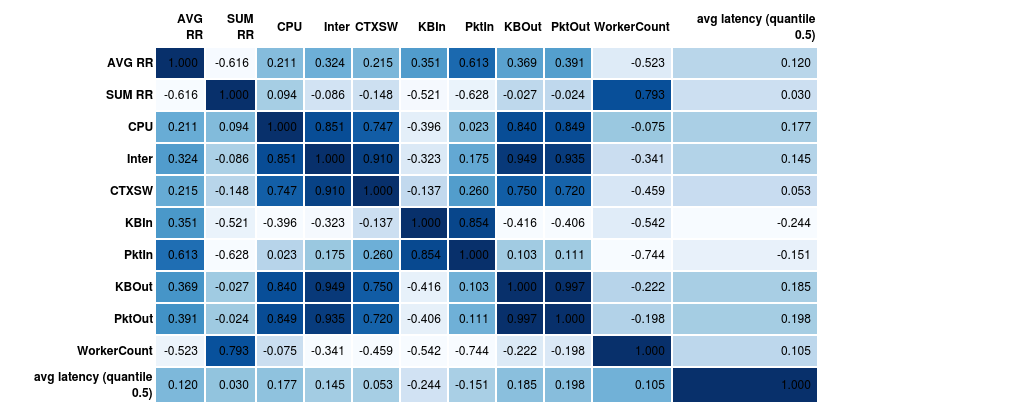 AVG RR SUM RR CPU Inter CTXSW KBIn PktIn KBOut PktOut WorkerCount avg latency (quantile 0.5)
AVG RR 1.000 -0.616 0.211 0.324 0.215 0.351 0.613 0.369 0.391 -0.523 0.120
SUM RR -0.616 1.000 0.094 -0.086 -0.148 -0.521 -0.628 -0.027 -0.024 0.793 0.030
CPU 0.211 0.094 1.000 0.851 0.747 -0.396 0.023 0.840 0.849 -0.075 0.177
Inter 0.324 -0.086 0.851 1.000 0.910 -0.323 0.175 0.949 0.935 -0.341 0.145
CTXSW 0.215 -0.148 0.747 0.910 1.000 -0.137 0.260 0.750 0.720 -0.459 0.053
KBIn 0.351 -0.521 -0.396 -0.323 -0.137 1.000 0.854 -0.416 -0.406 -0.542 -0.244
PktIn 0.613 -0.628 0.023 0.175 0.260 0.854 1.000 0.103 0.111 -0.744 -0.151
KBOut 0.369 -0.027 0.840 0.949 0.750 -0.416 0.103 1.000 0.997 -0.222 0.185
PktOut 0.391 -0.024 0.849 0.935 0.720 -0.406 0.111 0.997 1.000 -0.198 0.198
WorkerCount -0.523 0.793 -0.075 -0.341 -0.459 -0.542 -0.744 -0.222 -0.198 1.000 0.105
avg latency (quantile 0.5) 0.120 0.030 0.177 0.145 0.053 -0.244 -0.151 0.185 0.198 0.105 1.000